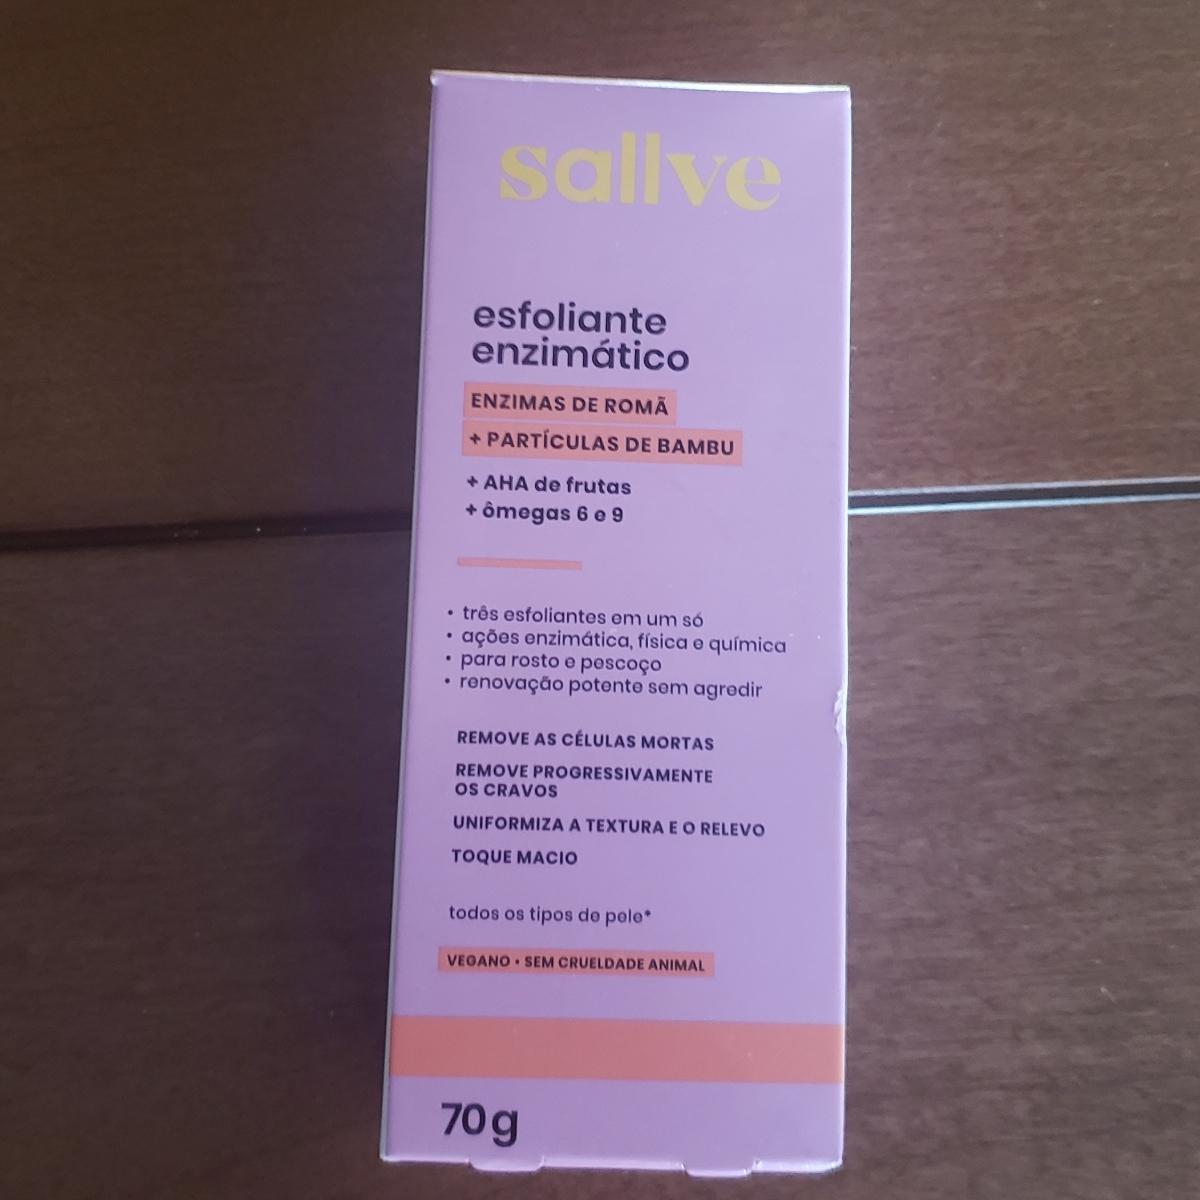 sallve
esfoliante
enzimático
ENZIMAS DE ROMÃ
+ PARTÍCULAS DE BAMBU
+ AHA de frutas
+ ômegas 6 e 9
• três esfoliantes em um só
• ações enzimática, física e química
• para rosto e pescoço
• renovação potente sem agredir
REMOVE AS CÉLULAS MORTAS
REMOVE PROGRESSIVAMENTE
OS CRAVOS
UNIFORMIZA A TEXTURA E O RELEVO
TOQUE MACIO
todos os tipos de pele*
VEGANO • SEM CRUELDADE ANIMAL
70 g